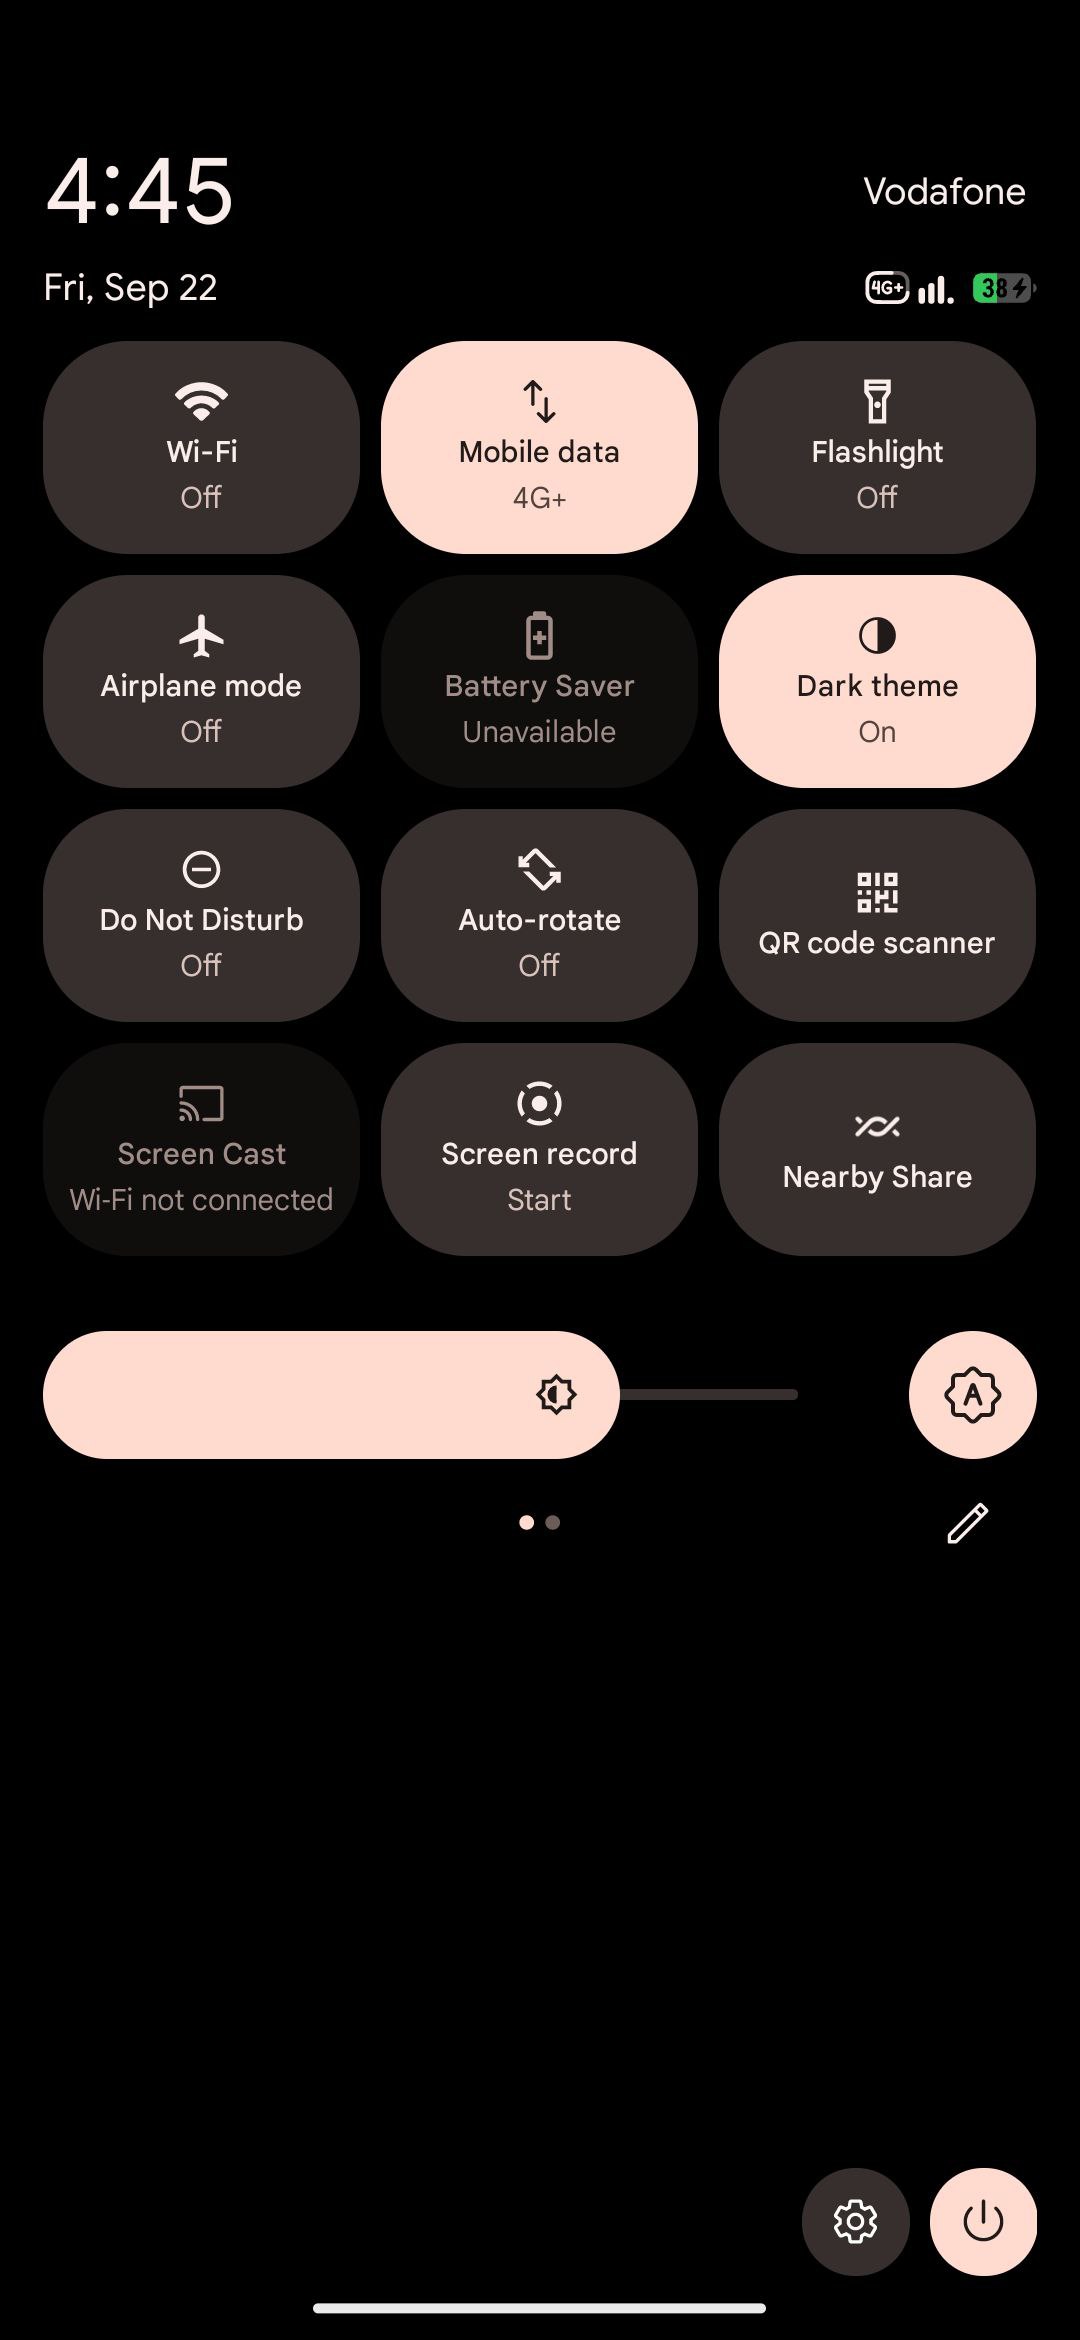 4:45
Vodafone
Fri, Sep 22
4G+
38
Wi-Fi
Off
Mobile data
4G+
Flashlight
Off
Airplane mode
Off
Battery Saver
Unavailable
Dark theme
On
Do Not Disturb
Off
Auto-rotate
Off
QR code scanner
Screen Cast
Wi-Fi not connected
Screen record
Start
Nearby Share
A